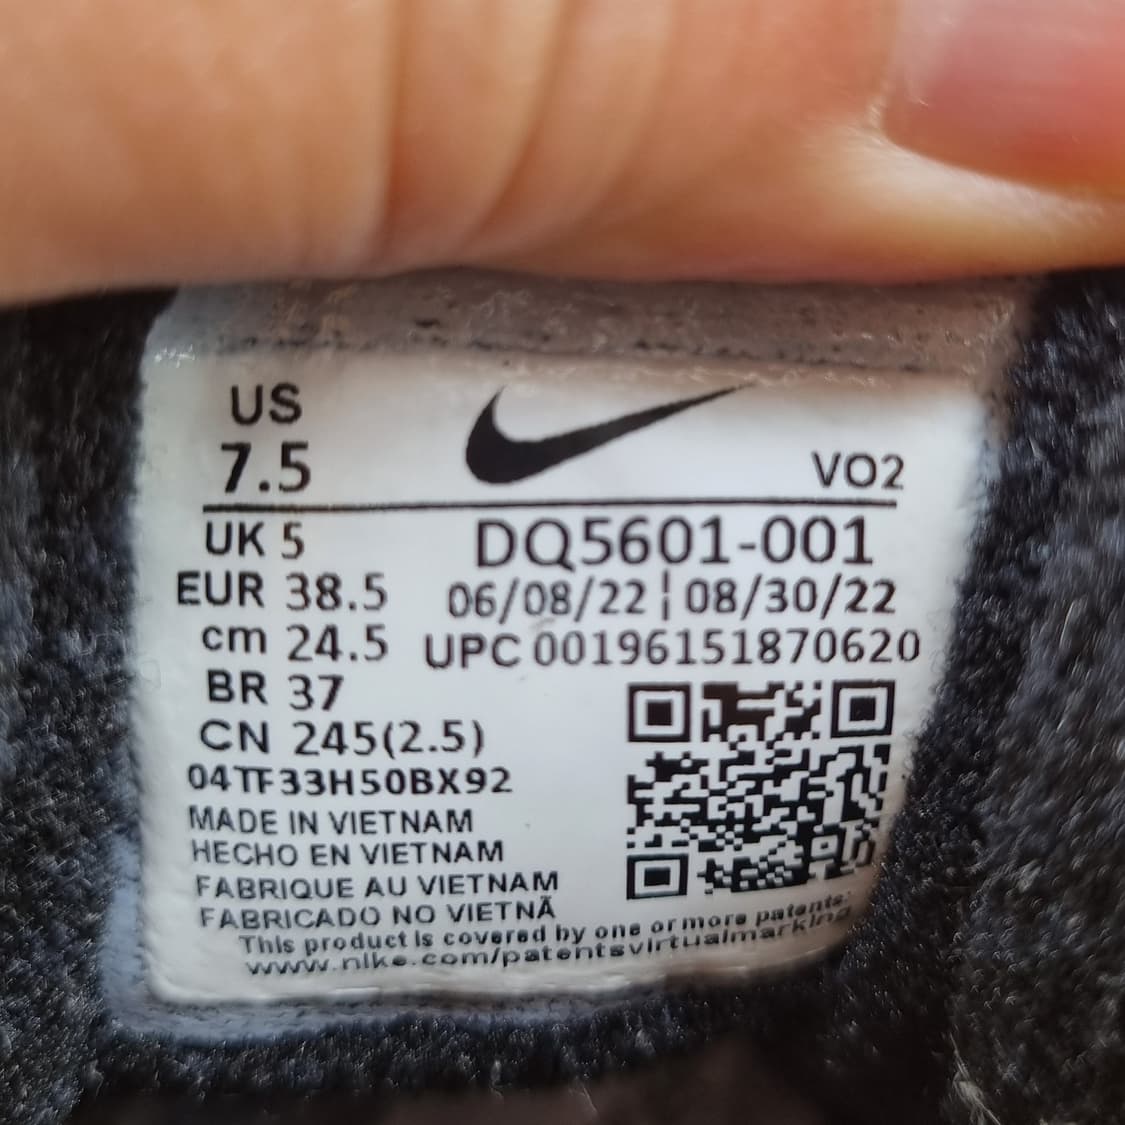 US
7.5
VO2
UK 5
DQ5601-001
EUR 38.5
06/08/22 ¦ 08/30/22
cm 24.5
UPC 00196151870620
BR 37
CN 245(2.5)
04TF33H50BX92
MADE IN VIETNAM
HECHO EN VIETNAM
FABRIQUE AU VIETNAM
FABRICADO NO VIETNÃ
This product is covered by one or more patents:
www.nike.com/patentsvirtualmarking